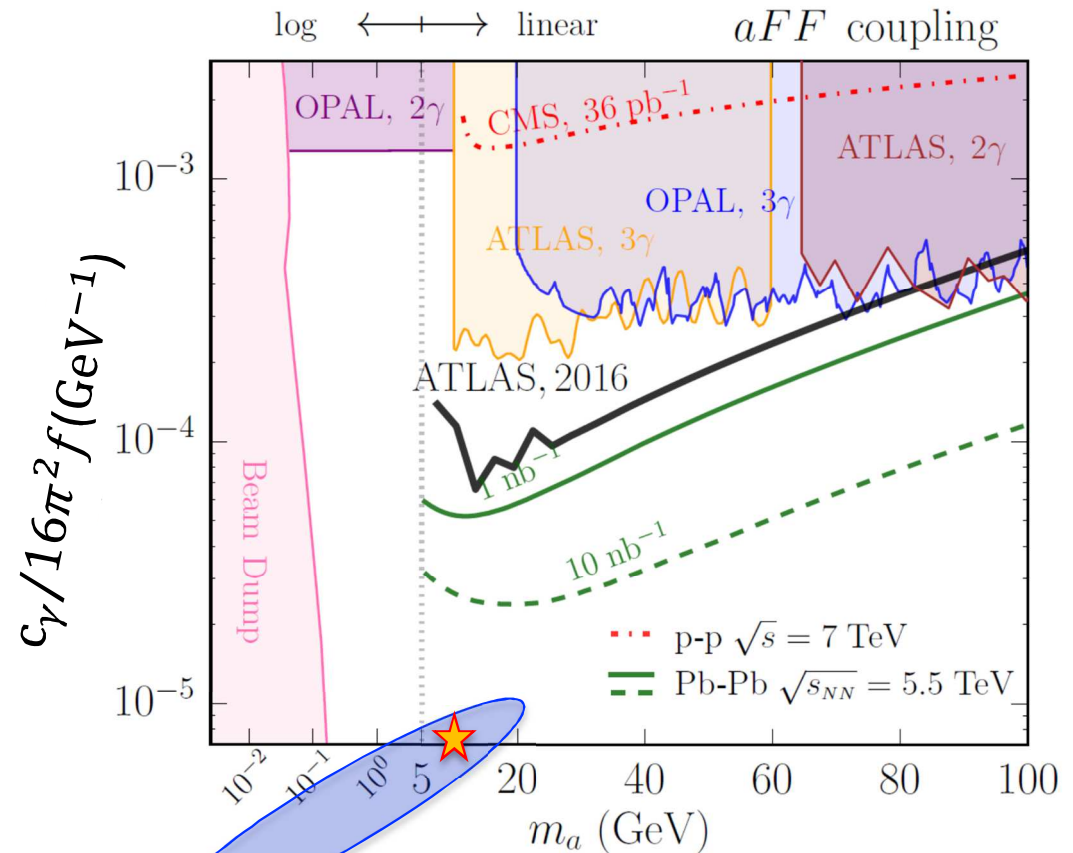 log ⟷ linear
aFF coupling
OPAL, 2γ
CMS, 36 pb⁻¹
ATLAS, 2γ
10⁻³
OPAL, 3γ
ATLAS, 3γ
ATLAS, 2016
10⁻⁴
1 nb⁻¹
10 nb⁻¹
Beam Dump
p-p √s = 7 TeV
Pb-Pb √s_NN = 5.5 TeV
10⁻⁵
10⁻² 10⁻¹ 10⁰ 5 20 40 60 80 100
m_a (GeV)
c_γ/16π²f(GeV⁻¹)